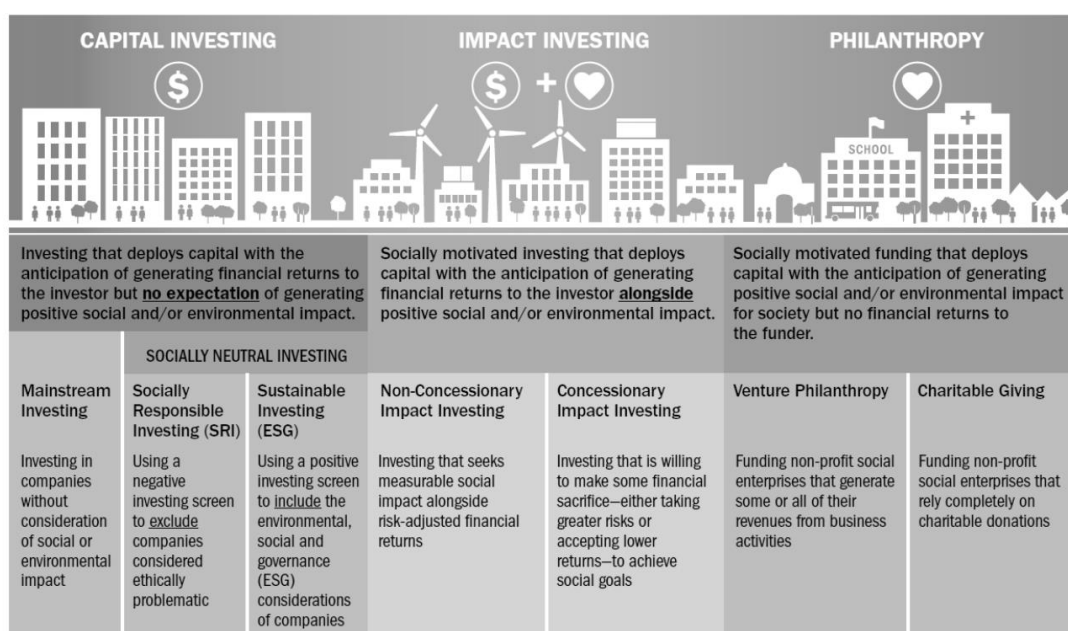 CAPITAL INVESTING
$
IMPACT INVESTING
$ +
PHILANTHROPY
SCHOOL
+
Investing that deploys capital with the
anticipation of generating financial returns to
the investor but no expectation of generating
positive social and/or environmental impact.
Socially motivated investing that deploys
capital with the anticipation of generating
financial returns to the investor alongside
positive social and/or environmental impact.
Socially motivated funding that deploys
capital with the anticipation of generating
positive social and/or environmental impact
for society but no financial returns to
the funder.
SOCIALLY NEUTRAL INVESTING
Mainstream
Investing
Investing in
companies
without
consideration
of social or
environmental
impact
Socially
Responsible
Investing (SRI)
Using a
negative
investing screen
to exclude
companies
considered
ethically
problematic
Sustainable
Investing
(ESG)
Using a positive
investing screen
to include the
environmental,
social and
governance
(ESG)
considerations
of companies
Non-Concessionary
Impact Investing
Investing that seeks
measurable social
impact alongside
risk-adjusted financial
returns
Concessionary
Impact Investing
Investing that is willing
to make some financial
sacrifice—either taking
greater risks or
accepting lower
returns—to achieve
social goals
Venture Philanthropy
Funding non-profit social
enterprises that generate
some or all of their
revenues from business
activities
Charitable Giving
Funding non-profit
social enterprises that
rely completely on
charitable donations